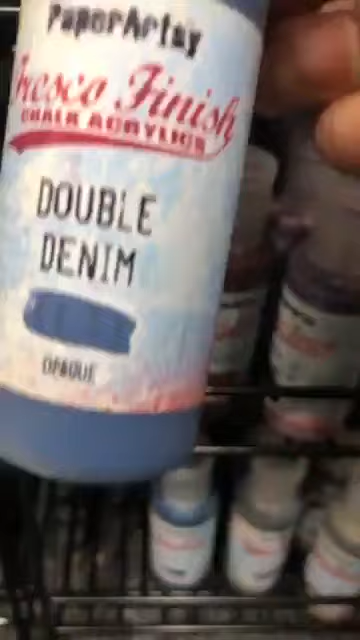 PaperArtsy
Fresco Finish
CHALK ACRYLICS
DOUBLE
DENIM
OPAQUE